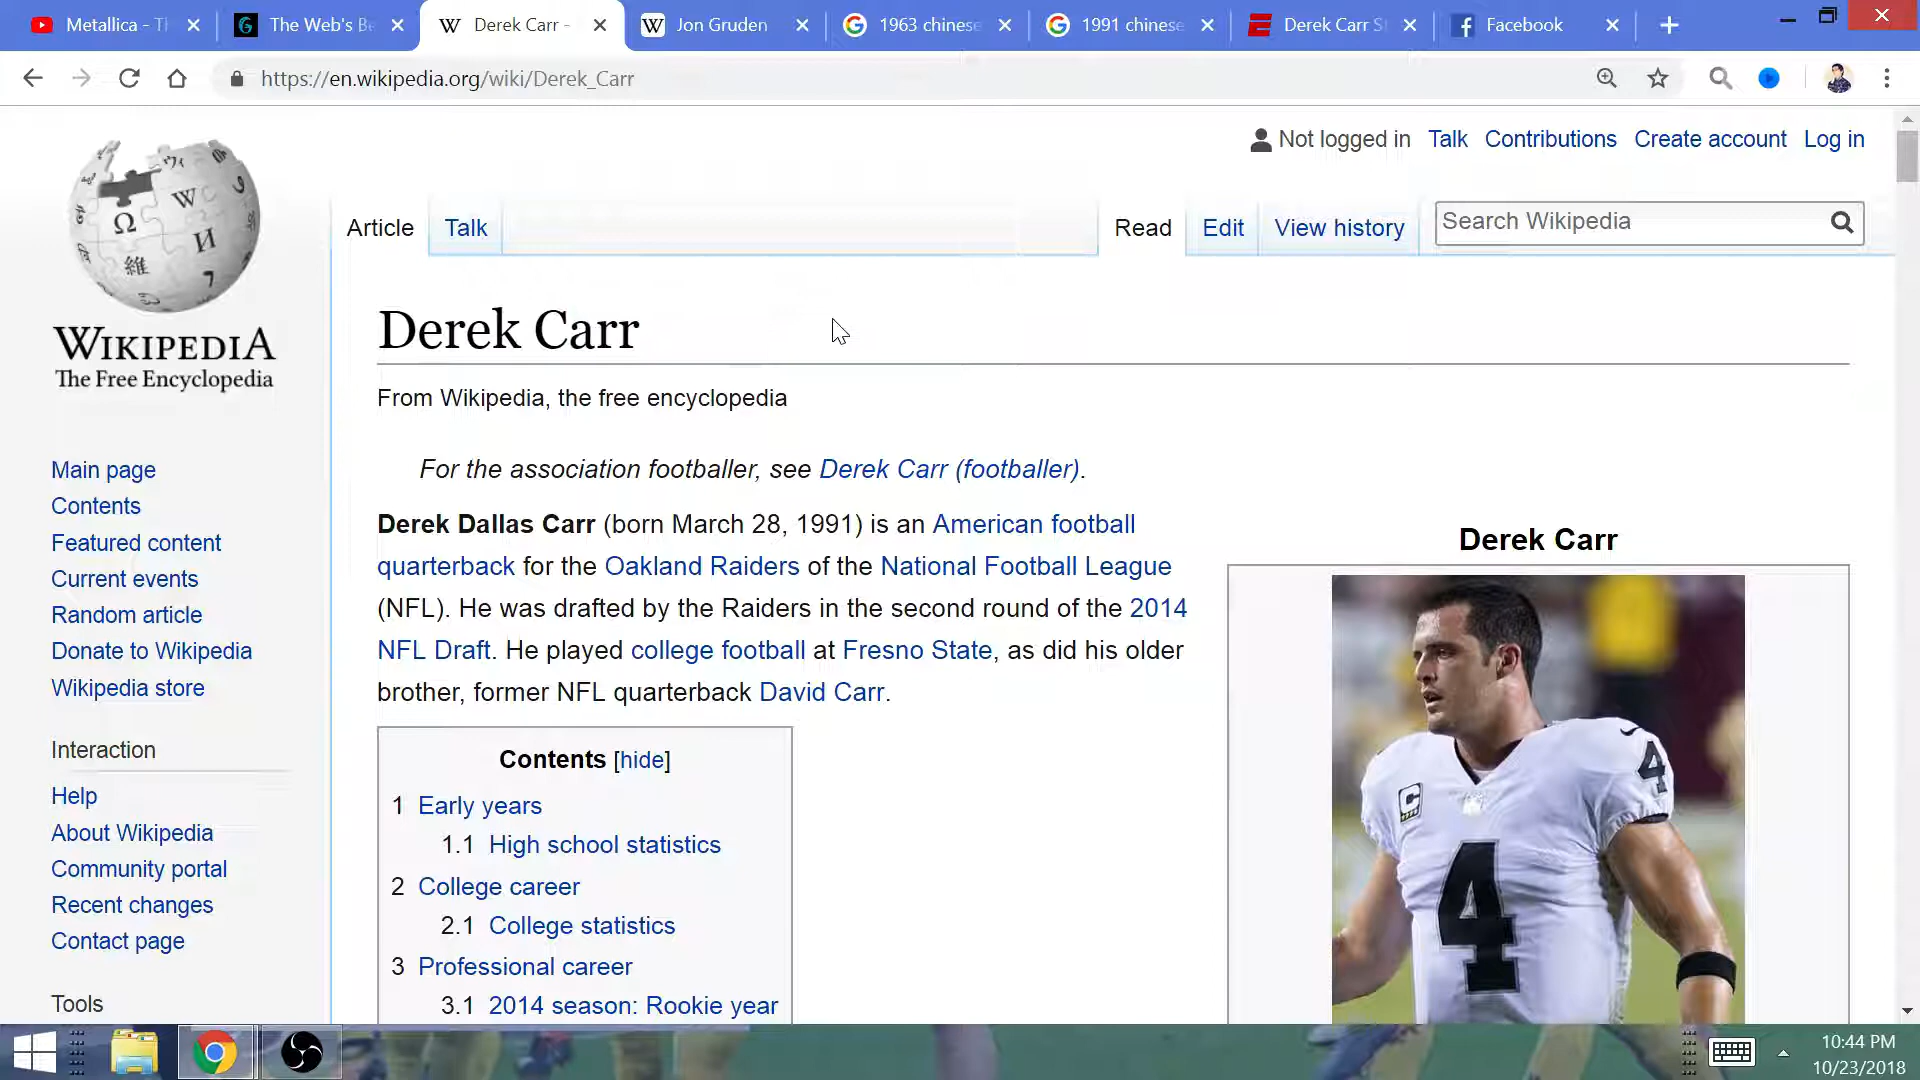 Metallica - T
The Web's Be
Derek Carr -
Jon Gruden
1963 chinese
1991 chinese
Derek Carr S
Facebook
https://en.wikipedia.org/wiki/Derek_Carr
Not logged in Talk Contributions Create account Log in
Article Talk Read Edit View history Search Wikipedia
WIKIPEDIA
The Free Encyclopedia
Main page
Contents
Featured content
Current events
Random article
Donate to Wikipedia
Wikipedia store
Interaction
Help
About Wikipedia
Community portal
Recent changes
Contact page
Tools
Derek Carr
From Wikipedia, the free encyclopedia
For the association footballer, see Derek Carr (footballer).
Derek Dallas Carr (born March 28, 1991) is an American football
quarterback for the Oakland Raiders of the National Football League
(NFL). He was drafted by the Raiders in the second round of the 2014
NFL Draft. He played college football at Fresno State, as did his older
brother, former NFL quarterback David Carr.
Contents [hide]
1 Early years
1.1 High school statistics
2 College career
2.1 College statistics
3 Professional career
3.1 2014 season: Rookie year
Derek Carr
4
C
4
10:44 PM
10/23/2018